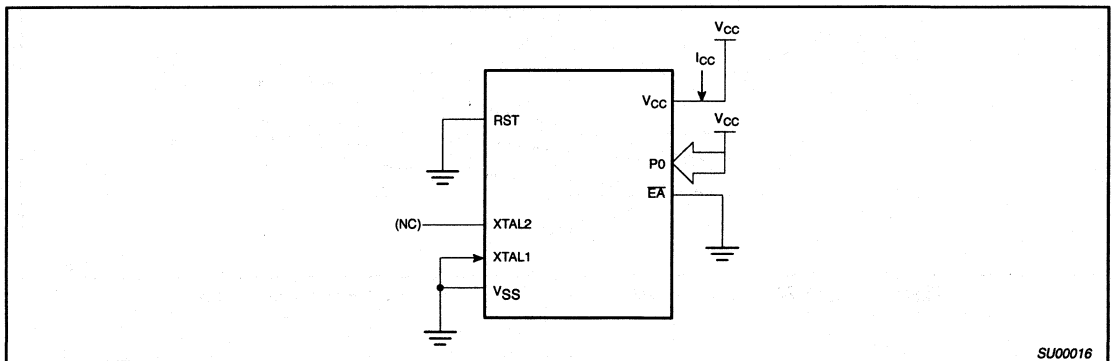 VCC
ICC
VCC
RST
VCC
P0
EA
(NC)
XTAL2
XTAL1
VSS
SU00016